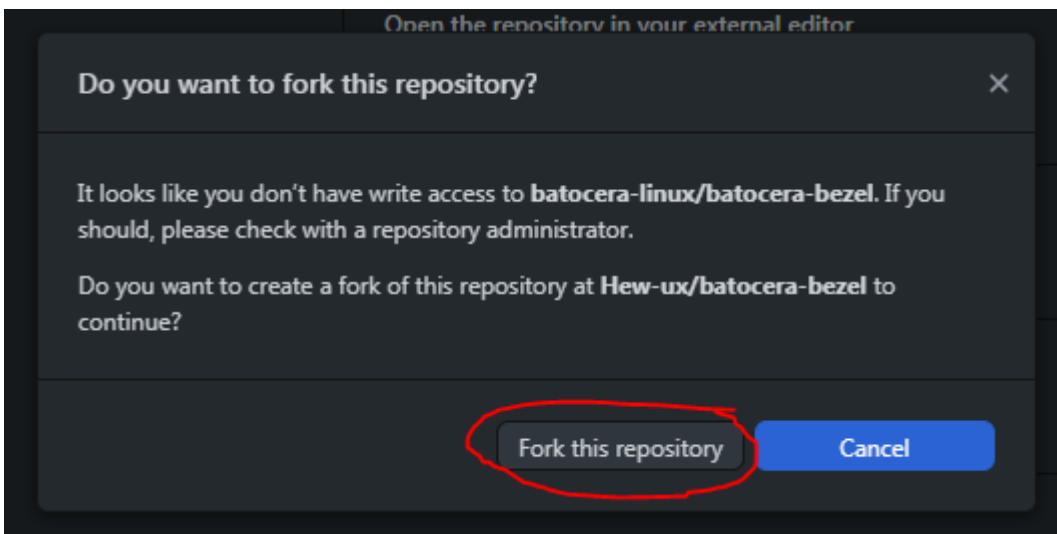 Open the repository in your external editor
Do you want to fork this repository?
It looks like you don't have write access to batocera-linux/batocera-bezel. If you
should, please check with a repository administrator.
Do you want to create a fork of this repository at Hew-ux/batocera-bezel to
continue?
Fork this repository
Cancel